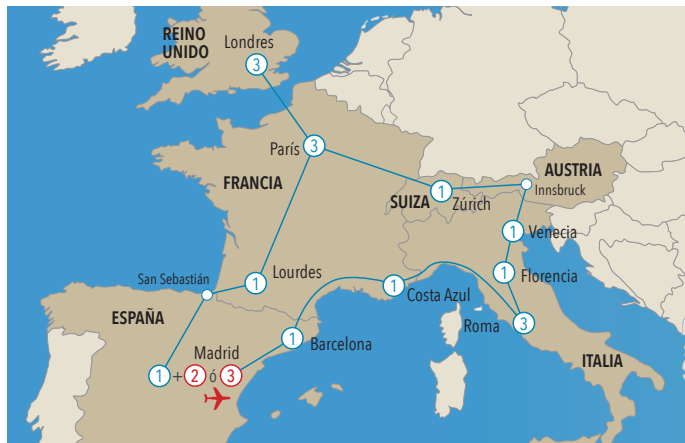 REINO
UNIDO
Londres
3
París
3
FRANCIA
SUIZA
1
Zúrich
AUSTRIA
Innsbruck
1
Venecia
1
Florencia
Roma
3
ITALIA
1
Costa Azul
San Sebastián
Lourdes
1
ESPAÑA
1
Barcelona
Madrid
1 + 2 ó 3